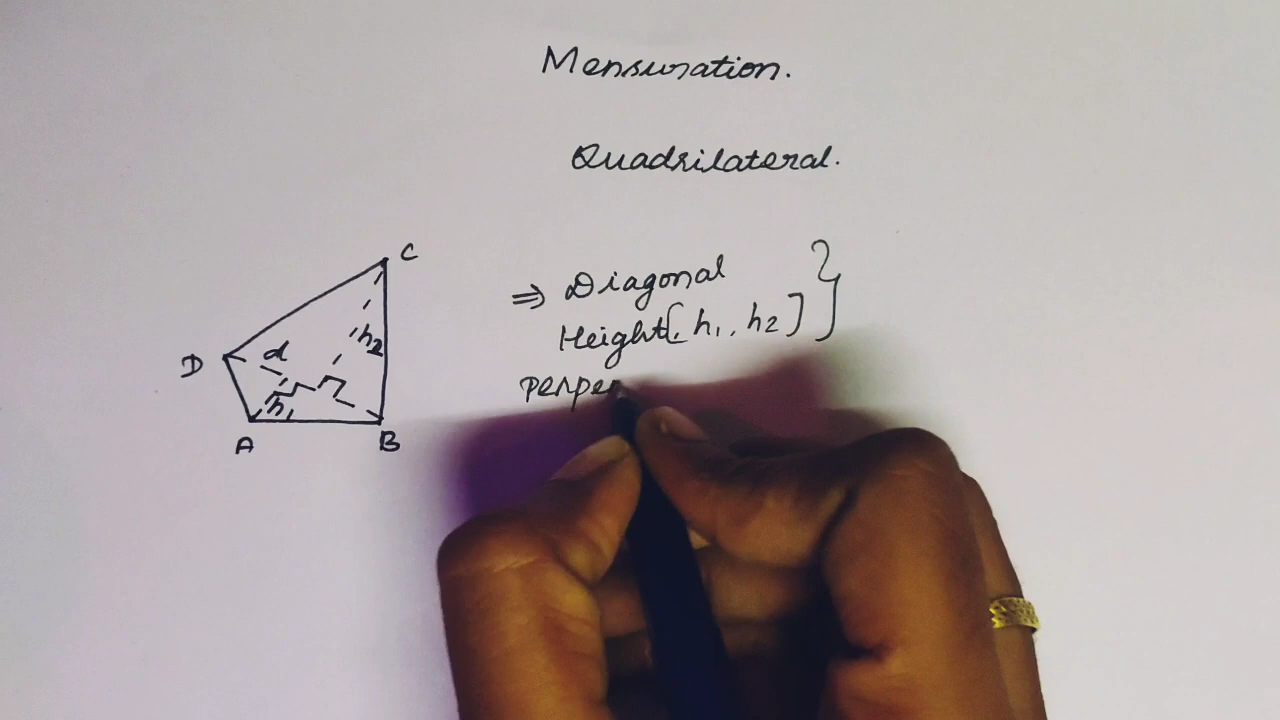 Mensuration.
Quadrilateral.
C
⇒ Diagonal }
Height[h1, h2]
h2
D
d
perpe
h1
A
B